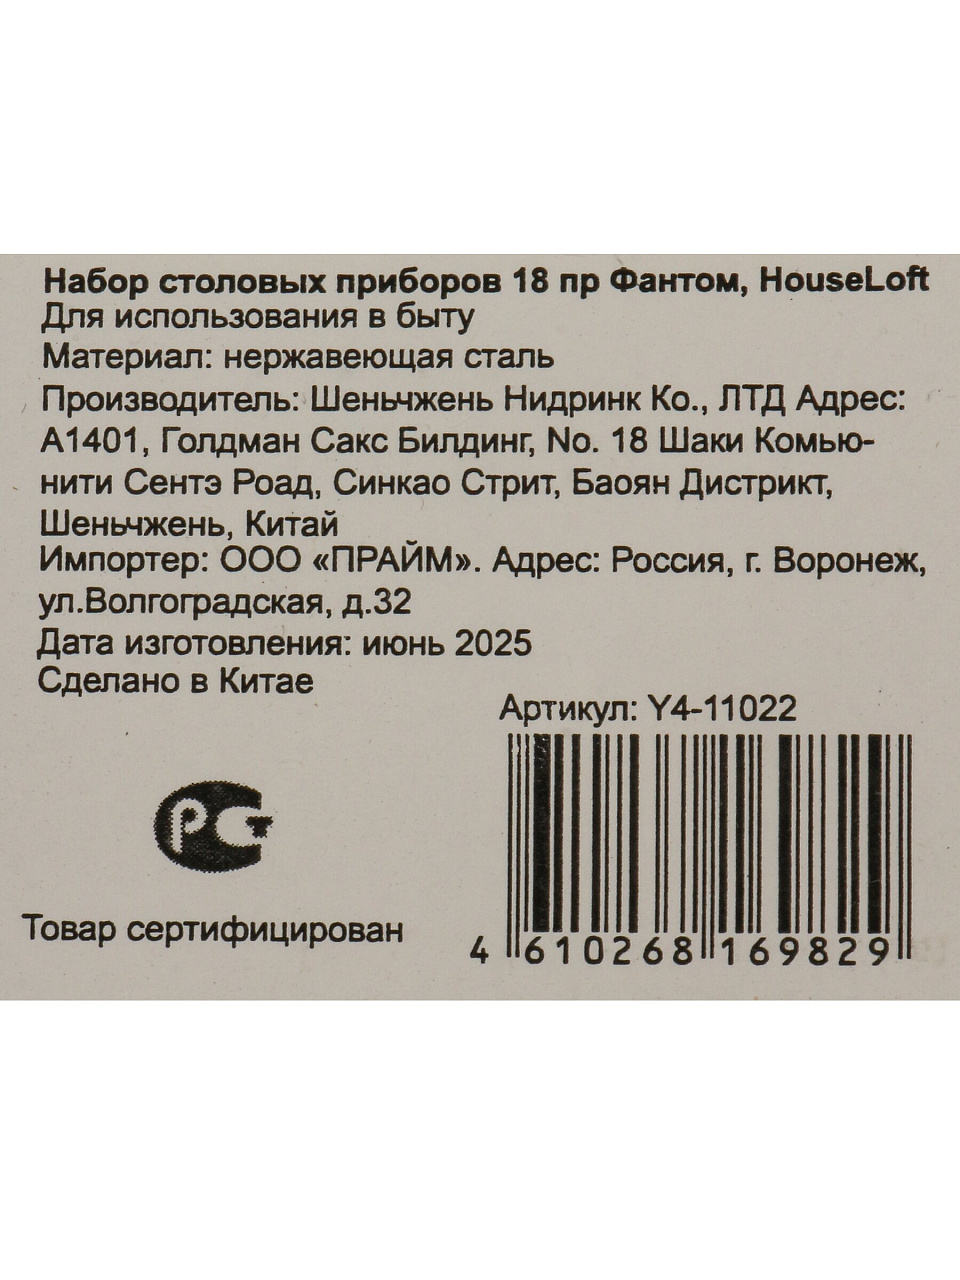 Набор столовых приборов 18 пр Фантом, HouseLoft
Для использования в быту
Материал: нержавеющая сталь
Производитель: Шеньчжень Нидринк Ко., ЛТД Адрес:
А1401, Голдман Сакс Билдинг, No. 18 Шаки Комью-
нити Сентэ Роад, Синкао Стрит, Баоян Дистрикт,
Шеньчжень, Китай
Импортер: ООО «ПРАЙМ». Адрес: Россия, г. Воронеж,
ул.Волгоградская, д.32
Дата изготовления: июнь 2025
Сделано в Китае
Артикул: Y4-11022
РСТ
Товар сертифицирован
4 610268 169829